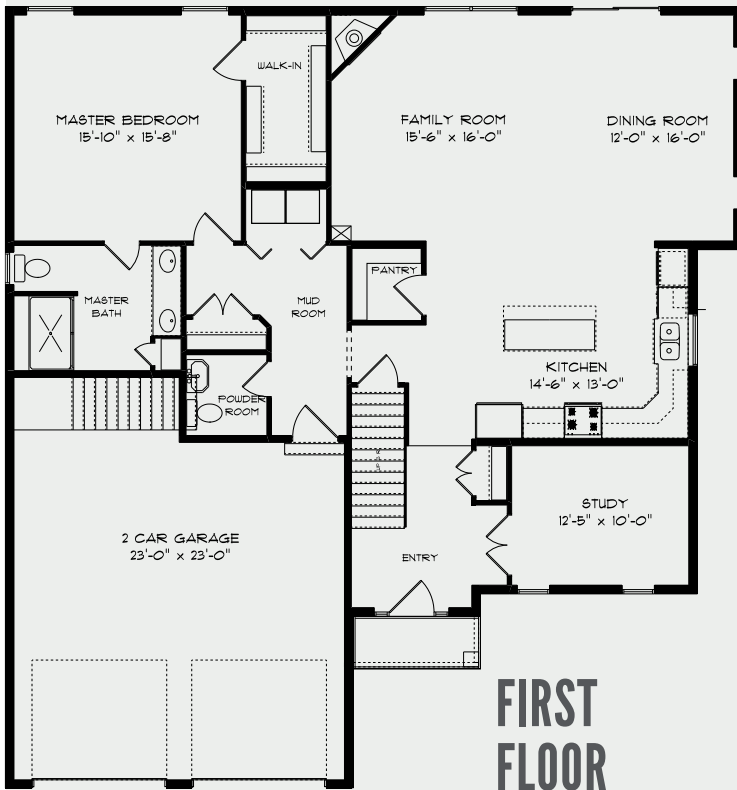 WALK-IN
MASTER BEDROOM
15'-10" x 15'-8"
FAMILY ROOM
15'-6" x 16'-0"
DINING ROOM
12'-0" x 16'-0"
PANTRY
MASTER
BATH
MUD
ROOM
KITCHEN
14'-6" x 13'-0"
POWDER
ROOM
STUDY
12'-5" x 10'-0"
2 CAR GARAGE
23'-0" x 23'-0"
ENTRY
FIRST
FLOOR